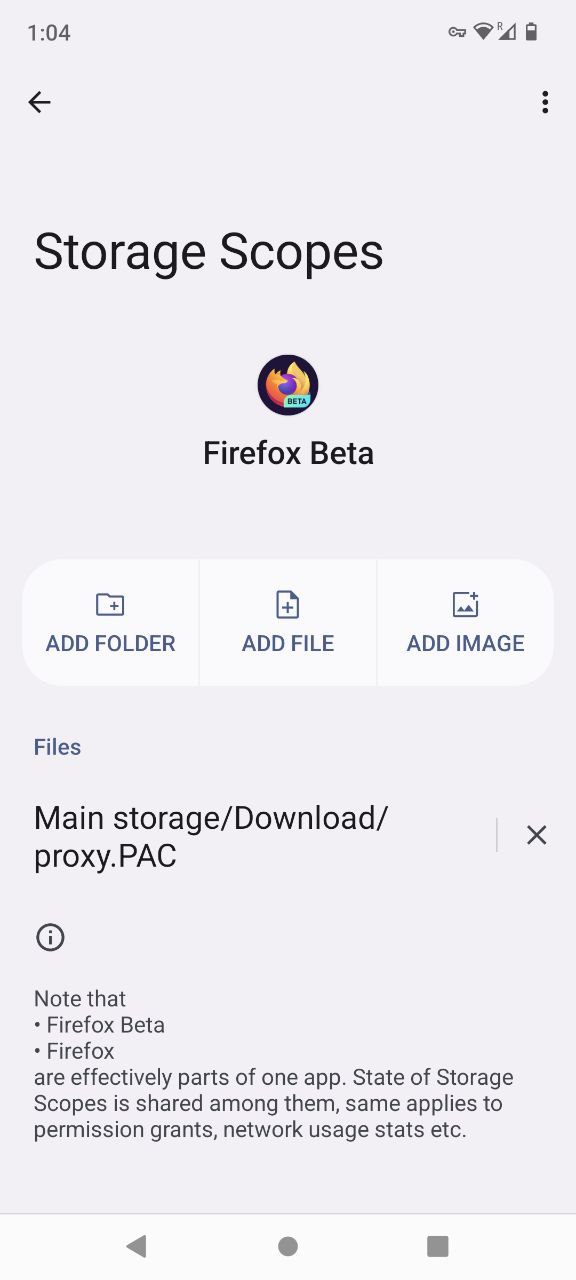 1:04
R
Storage Scopes
BETA
Firefox Beta
ADD FOLDER
ADD FILE
ADD IMAGE
Files
Main storage/Download/
proxy.PAC
Note that
• Firefox Beta
• Firefox
are effectively parts of one app. State of Storage
Scopes is shared among them, same applies to
permission grants, network usage stats etc.